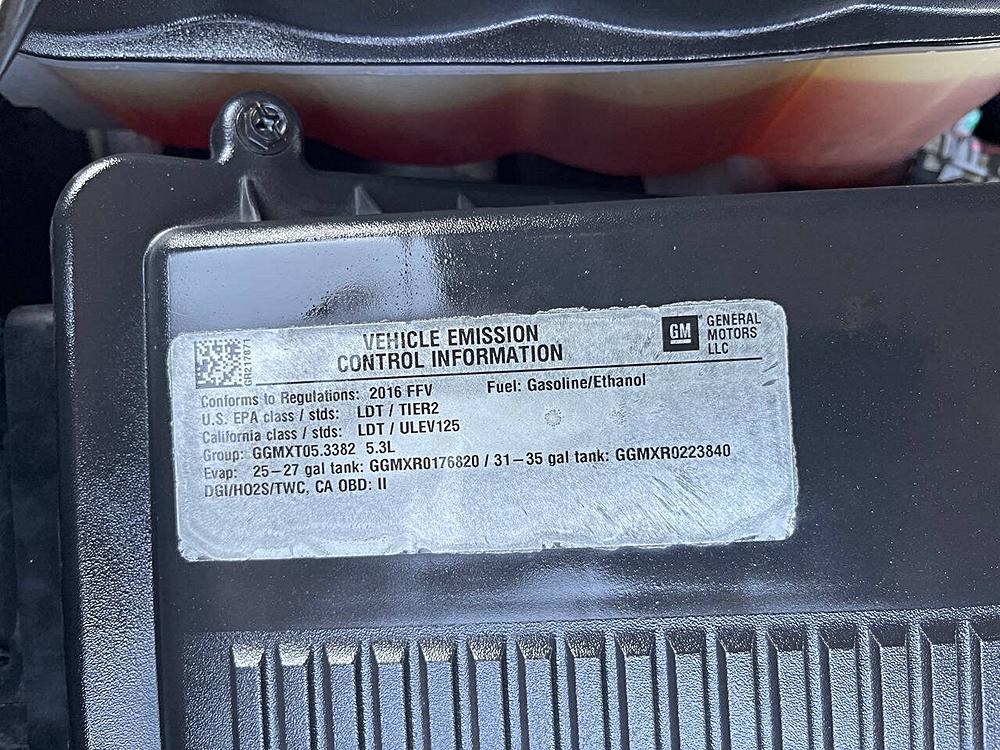 VEHICLE EMISSION
CONTROL INFORMATION
GM
GENERAL
MOTORS
LLC
GR217871
Conforms to Regulations: 2016 FFV Fuel: Gasoline/Ethanol
U.S. EPA class / stds: LDT / TIER2
California class / stds: LDT / ULEV125
Group: GGMXT05.3382 5.3L
Evap: 25–27 gal tank: GGMXR0176820 / 31–35 gal tank: GGMXR0223840
DGI/HO2S/TWC, CA OBD: II